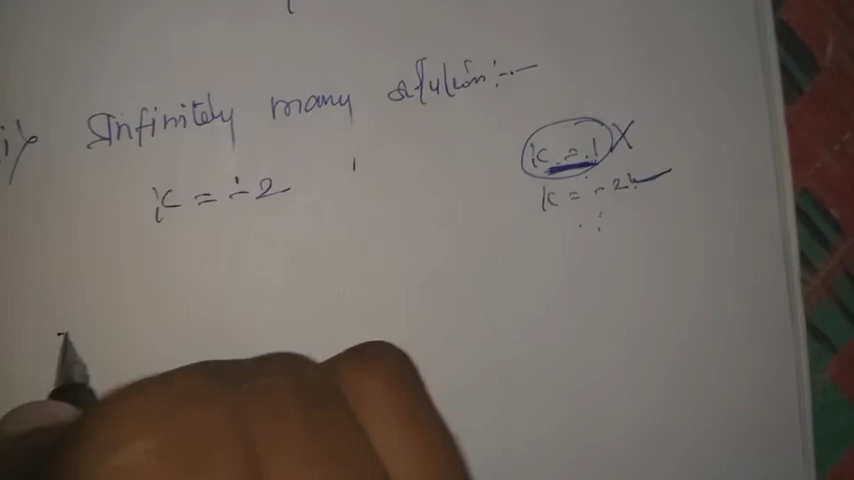 ii) Infinitely many solution:-
K = -2
K = 1 X
K = -2